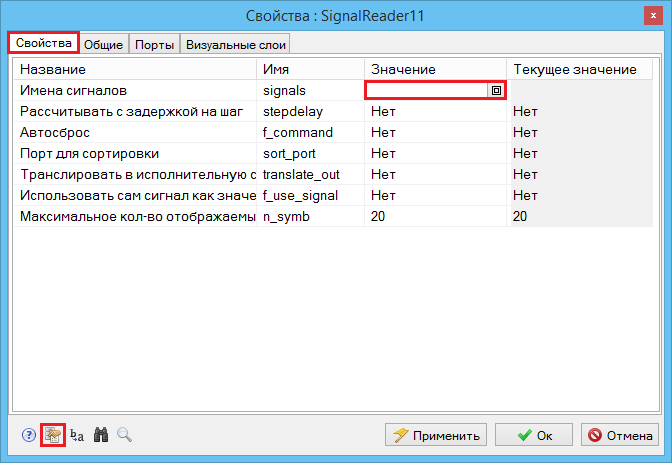 Свойства : SignalReader11
Свойства Общие Порты Визуальные слои
Название Имя Значение Текущее значение
Имена сигналов signals
Рассчитывать с задержкой на шаг stepdelay Нет Нет
Автосброс f_command Нет Нет
Порт для сортировки sort_port Нет Нет
Транслировать в исполнительную с translate_out Нет Нет
Использовать сам сигнал как значе f_use_signal Нет Нет
Максимальное кол-во отображаемы n_symb 20 20
Применить Ok Отмена